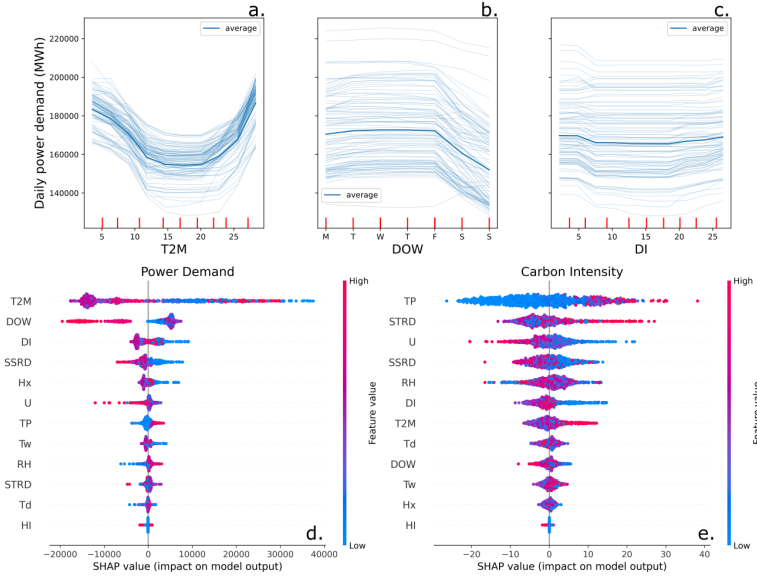 a.
b.
c.
average
average
average
Daily power demand (MWh)
220000
200000
180000
160000
140000
5 10 15 20 25
T2M
M T W T F S S
DOW
5 10 15 20 25
DI
Power Demand
T2M
DOW
DI
SSRD
Hx
U
TP
Tw
RH
STRD
Td
HI
High
Feature value
Low
d.
−20000 −10000 0 10000 20000 30000 40000
SHAP value (impact on model output)
Carbon Intensity
TP
STRD
U
SSRD
RH
DI
T2M
Td
DOW
Tw
Hx
HI
High
Feature value
Low
e.
−20 −10 0 10 20 30 40
SHAP value (impact on model output)